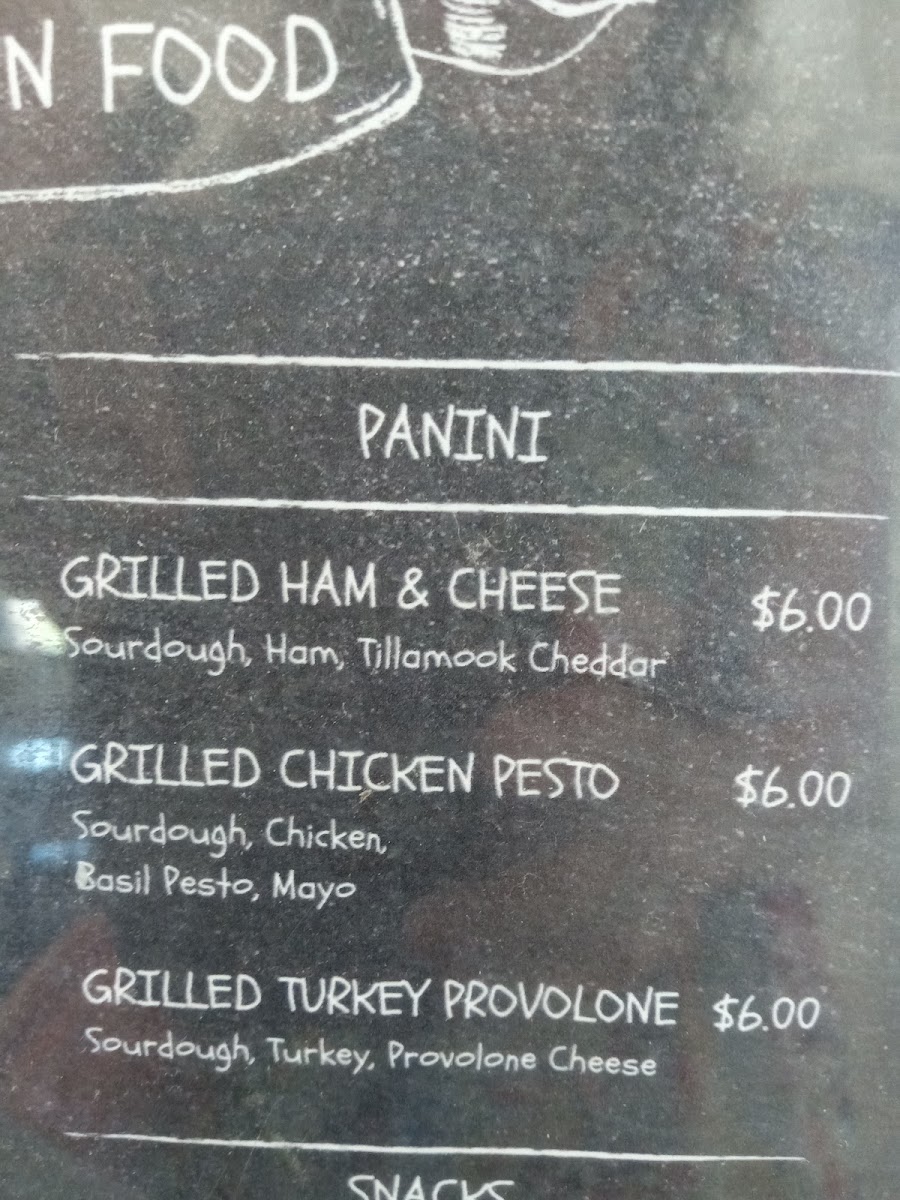 N FOOD
PANINI
GRILLED HAM & CHEESE $6.00
Sourdough, Ham, Tillamook Cheddar
GRILLED CHICKEN PESTO $6.00
Sourdough, Chicken,
Basil Pesto, Mayo
GRILLED TURKEY PROVOLONE $6.00
Sourdough, Turkey, Provolone Cheese
SNACKS